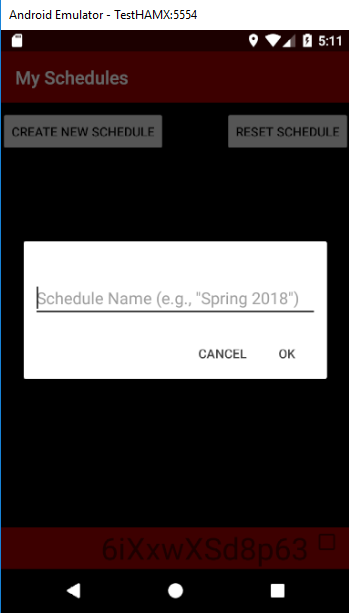 Android Emulator - TestHAMX:5554
5:11
My Schedules
CREATE NEW SCHEDULE RESET SCHEDULE
Schedule Name (e.g., "Spring 2018")
CANCEL OK
6iXxwXSd8p63